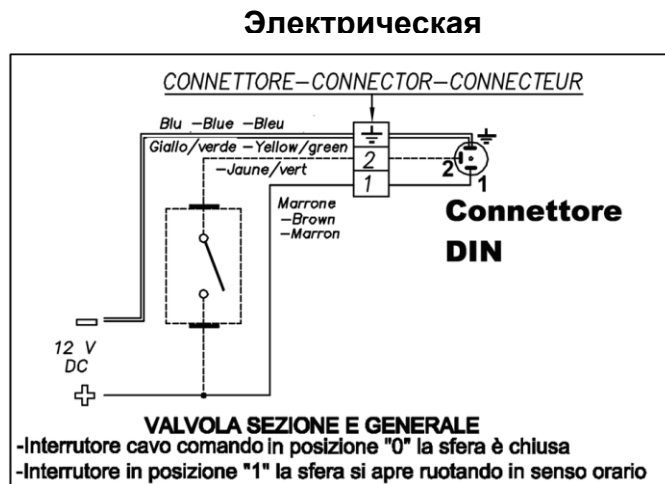 Электрическая
CONNETTORE-CONNECTOR-CONNECTEUR
Blu -Blue -Bleu
Giallo/verde -Yellow/green
-Jaune/vert
2
1
2
1
Marrone
-Brown
-Marron
Connettore
DIN
12 V
DC
VALVOLA SEZIONE E GENERALE
-Interrutore cavo comando in posizione "0" la sfera è chiusa
-Interrutore in posizione "1" la sfera si apre ruotando in senso orario